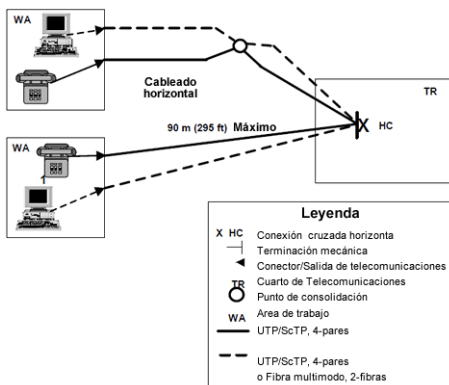 WA
TR
Cableado
horizontal
X HC
90 m (295 ft) Máximo
WA
Leyenda
X HC Conexión cruzada horizonta
Terminación mecánica
Conector/Salida de telecomunicaciones
TR Cuarto de Telecomunicaciones
Punto de consolidación
WA Area de trabajo
UTP/ScTP, 4-pares
UTP/ScTP, 4-pares
o Fibra multimodo, 2-fibras